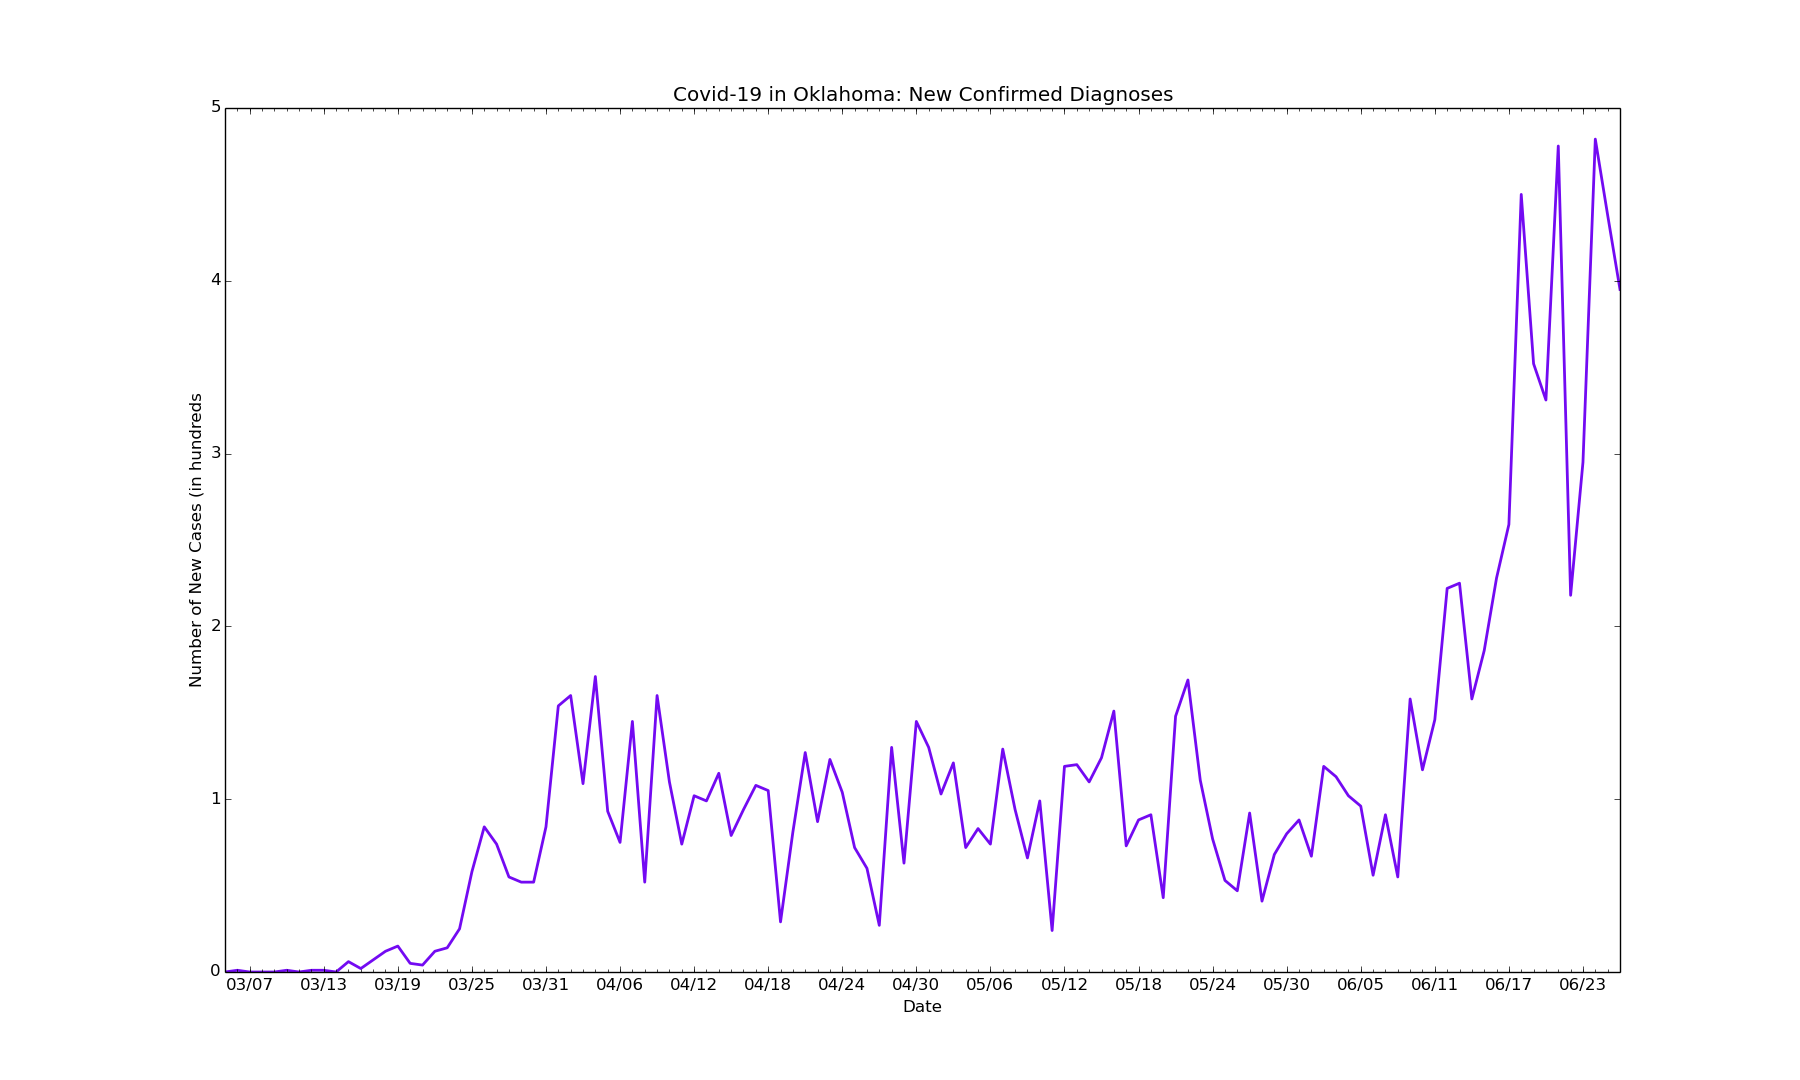 Covid-19 in Oklahoma: New Confirmed Diagnoses
5
4
3
2
1
0
Number of New Cases (in hundreds
03/07 03/13 03/19 03/25 03/31 04/06 04/12 04/18 04/24 04/30 05/06 05/12 05/18 05/24 05/30 06/05 06/11 06/17 06/23
Date